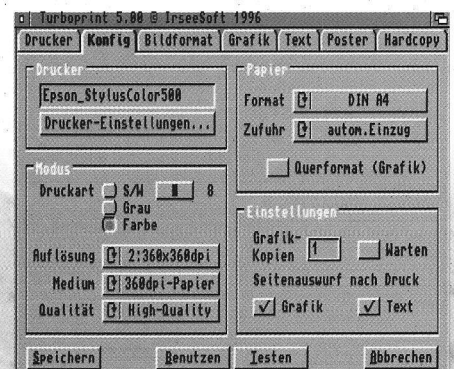 Turboprint 5.00 © IrseeSoft 1996
Drucker Konfig Bildformat Grafik Text Poster Hardcopy
Drucker
Epson_StylusColor500
Drucker-Einstellungen...
Modus
Druckart S/W 8
Grau
Farbe
Auflösung 2:360x360dpi
Medium 360dpi-Papier
Qualität High-Quality
Papier
Format DIN A4
Zufuhr autom.Einzug
Querformat (Grafik)
Einstellungen
Grafik-
Kopien 1 Warten
Seitenauswurf nach Druck
Grafik Text
Speichern Benutzen Testen Abbrechen